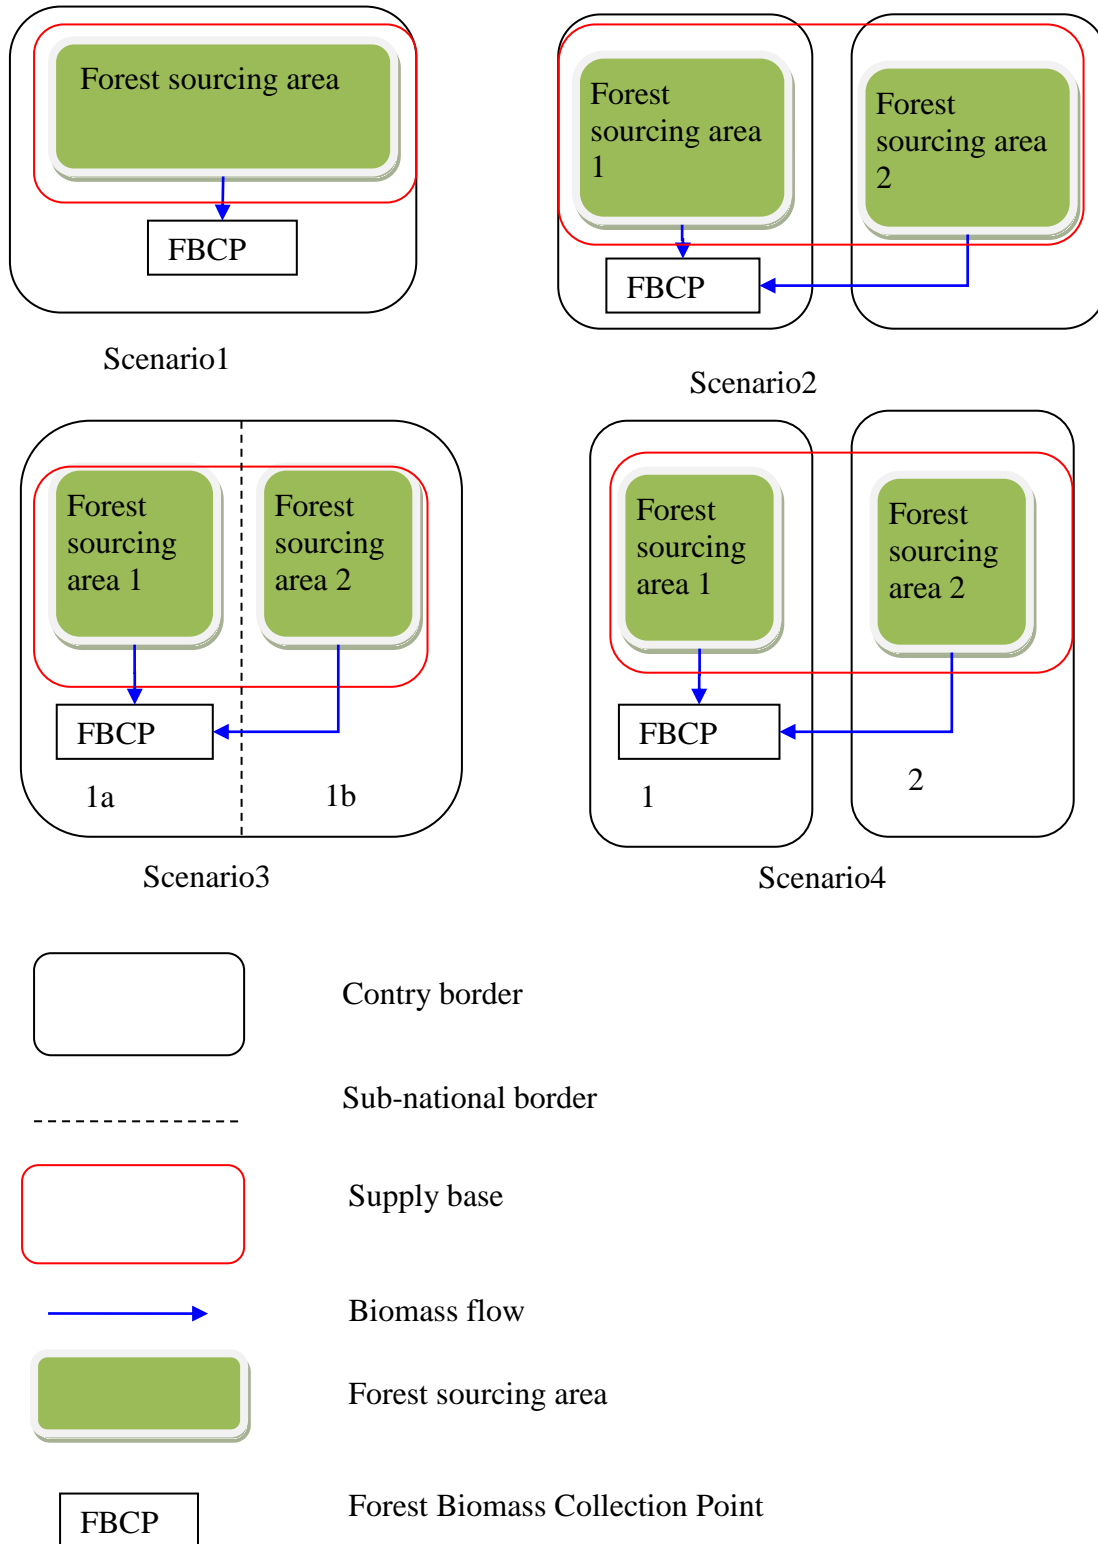 Forest sourcing area
FBCP
Scenario1
Forest
sourcing area
1
Forest
sourcing area
2
FBCP
Scenario2
Forest
sourcing
area 1
Forest
sourcing
area 2
FBCP
1a
1b
Scenario3
Forest
sourcing
area 1
Forest
sourcing
area 2
FBCP
1
2
Scenario4
Contry border
Sub-national border
Supply base
Biomass flow
Forest sourcing area
FBCP
Forest Biomass Collection Point